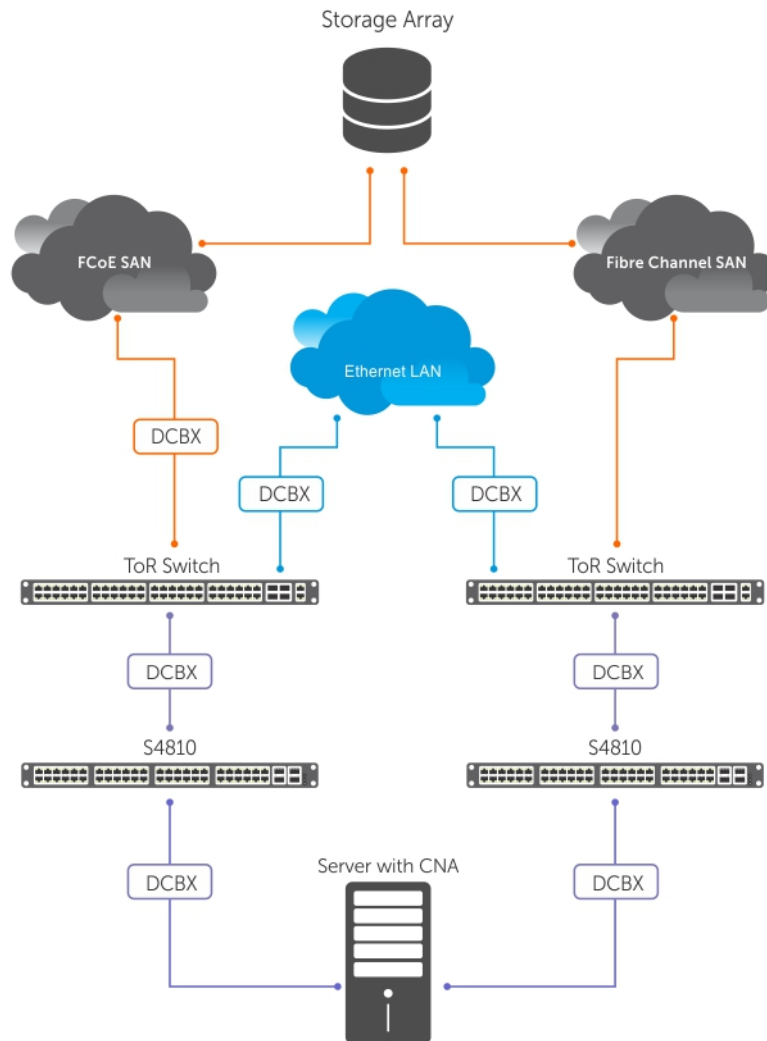 Storage Array
FCoE SAN
Fibre Channel SAN
Ethernet LAN
DCBX
DCBX
DCBX
ToR Switch
ToR Switch
DCBX
DCBX
S4810
S4810
Server with CNA
DCBX
DCBX